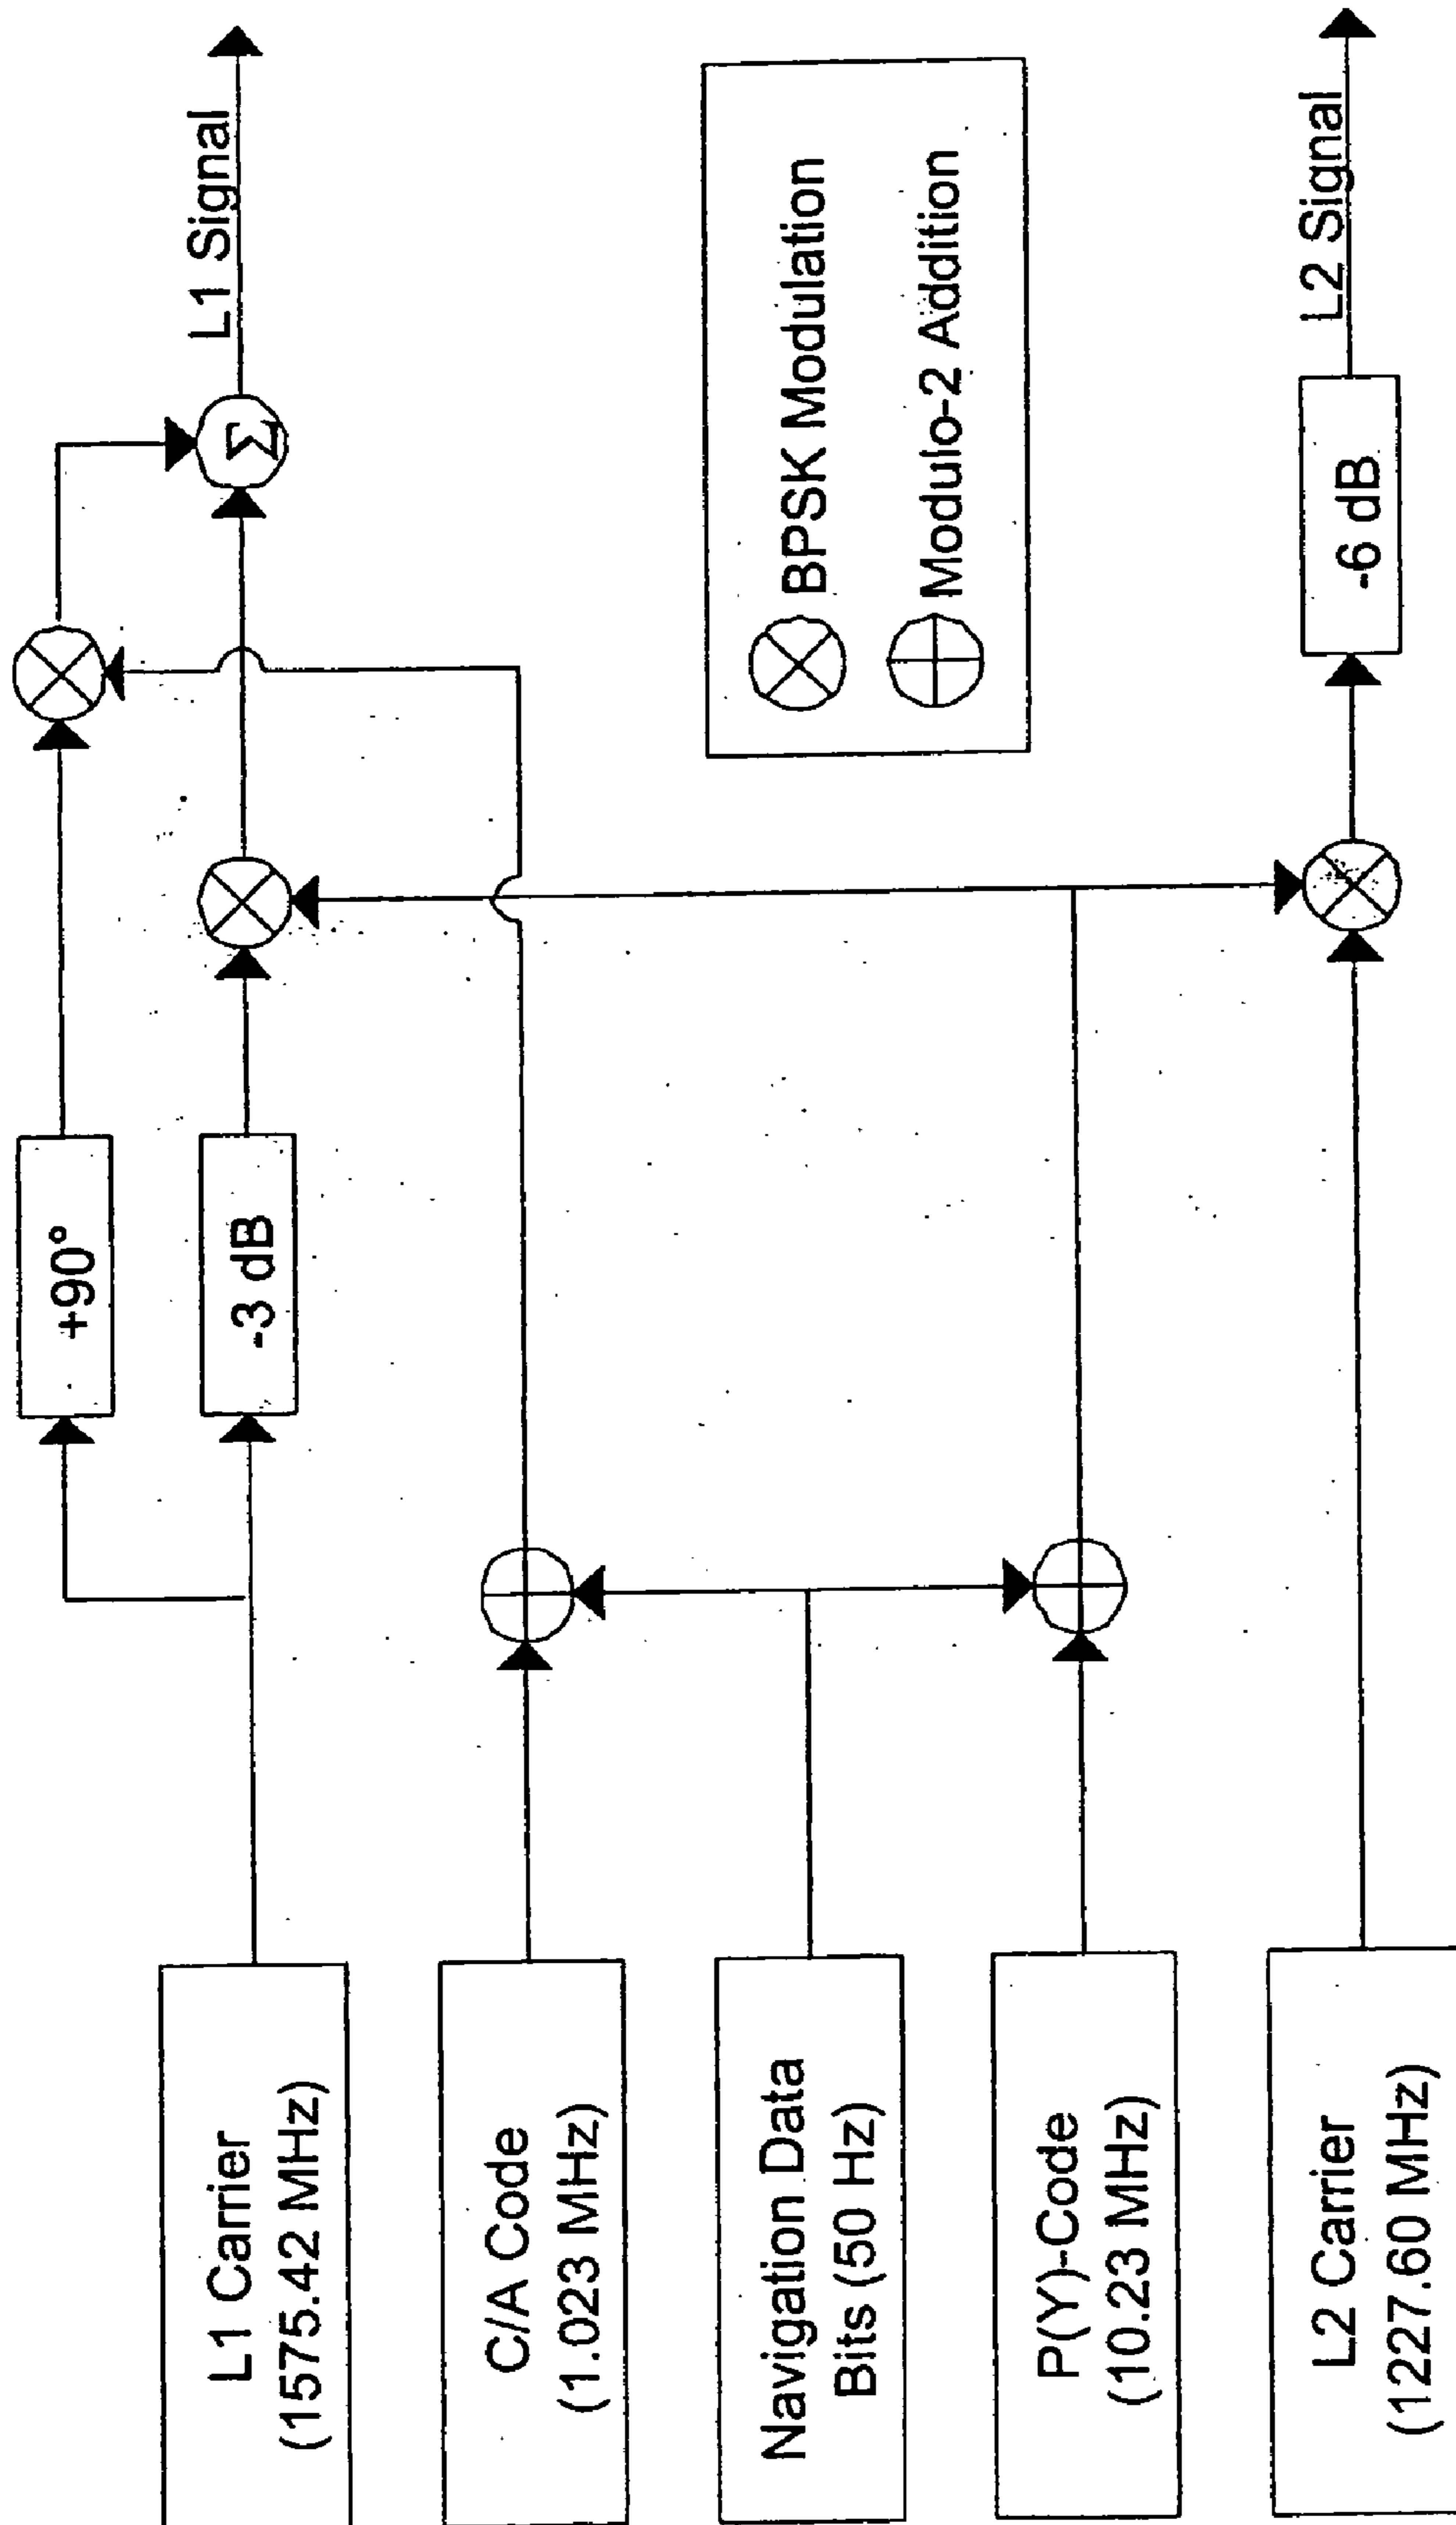 L1 Carrier
(1575.42 MHz)
C/A Code
(1.023 MHz)
Navigation Data
Bits (50 Hz)
P(Y)-Code
(10.23 MHz)
L2 Carrier
(1227.60 MHz)
+90°
-3 dB
Σ
L1 Signal
BPSK Modulation
Modulo-2 Addition
-6 dB
L2 Signal